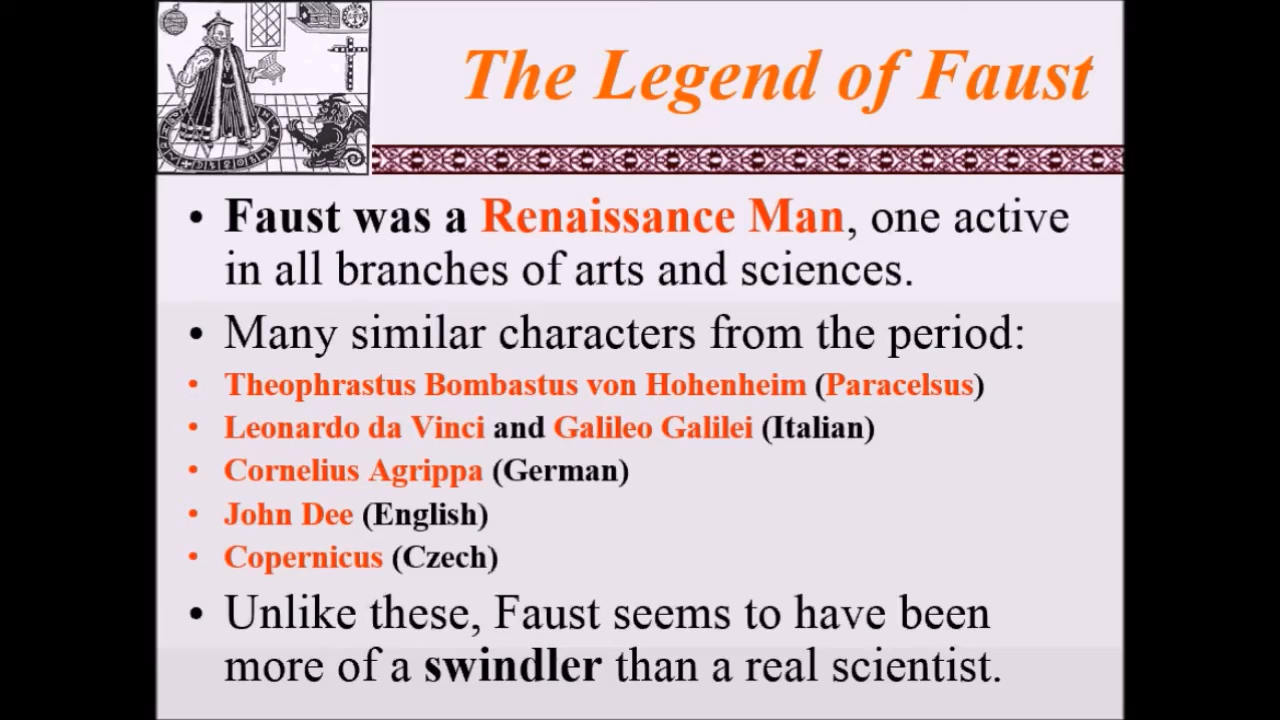 The Legend of Faust
• Faust was a Renaissance Man, one active
in all branches of arts and sciences.
• Many similar characters from the period:
• Theophrastus Bombastus von Hohenheim (Paracelsus)
• Leonardo da Vinci and Galileo Galilei (Italian)
• Cornelius Agrippa (German)
• John Dee (English)
• Copernicus (Czech)
• Unlike these, Faust seems to have been
more of a swindler than a real scientist.